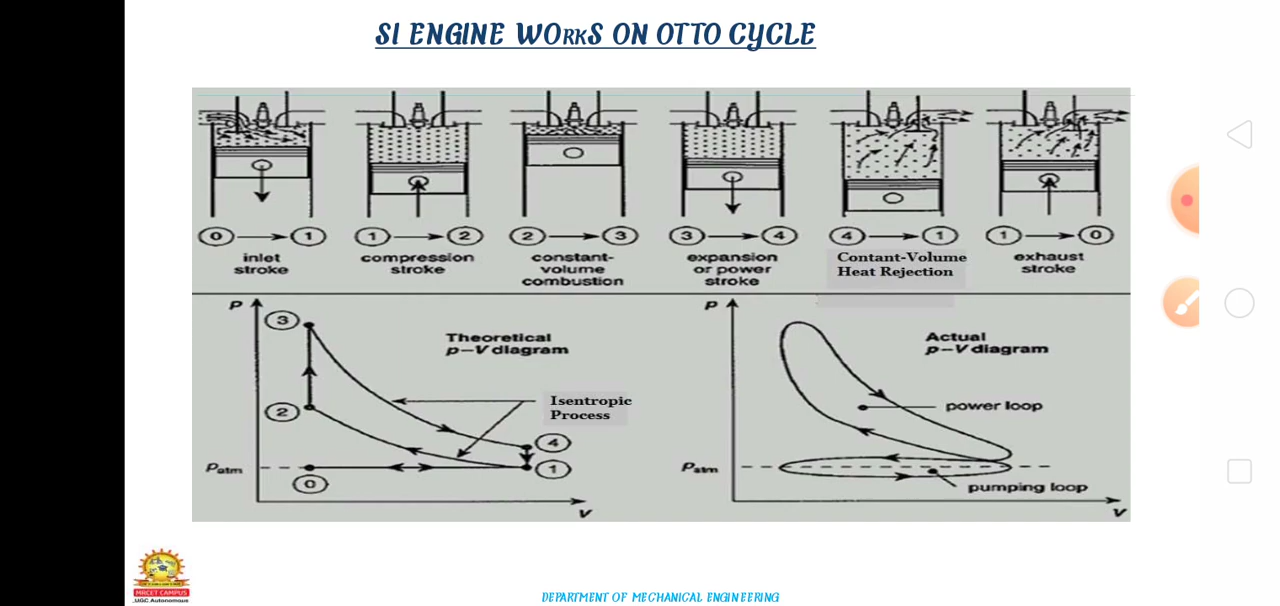 SI ENGINE WORKS ON OTTO CYCLE
0 1
1 2
2 3
3 4
4 1
1 0
inlet
stroke
compression
stroke
constant-
volume
combustion
expansion
or power
stroke
Contant-Volume
Heat Rejection
exhaust
stroke
P
3
Theoretical
p-V diagram
Isentropic
Process
2
4
Patm
0
1
V
P
Actual
p-V diagram
power loop
Patm
pumping loop
V
MRCET CAMPUS
UGC Autonomous
DEPARTMENT OF MECHANICAL ENGINEERING